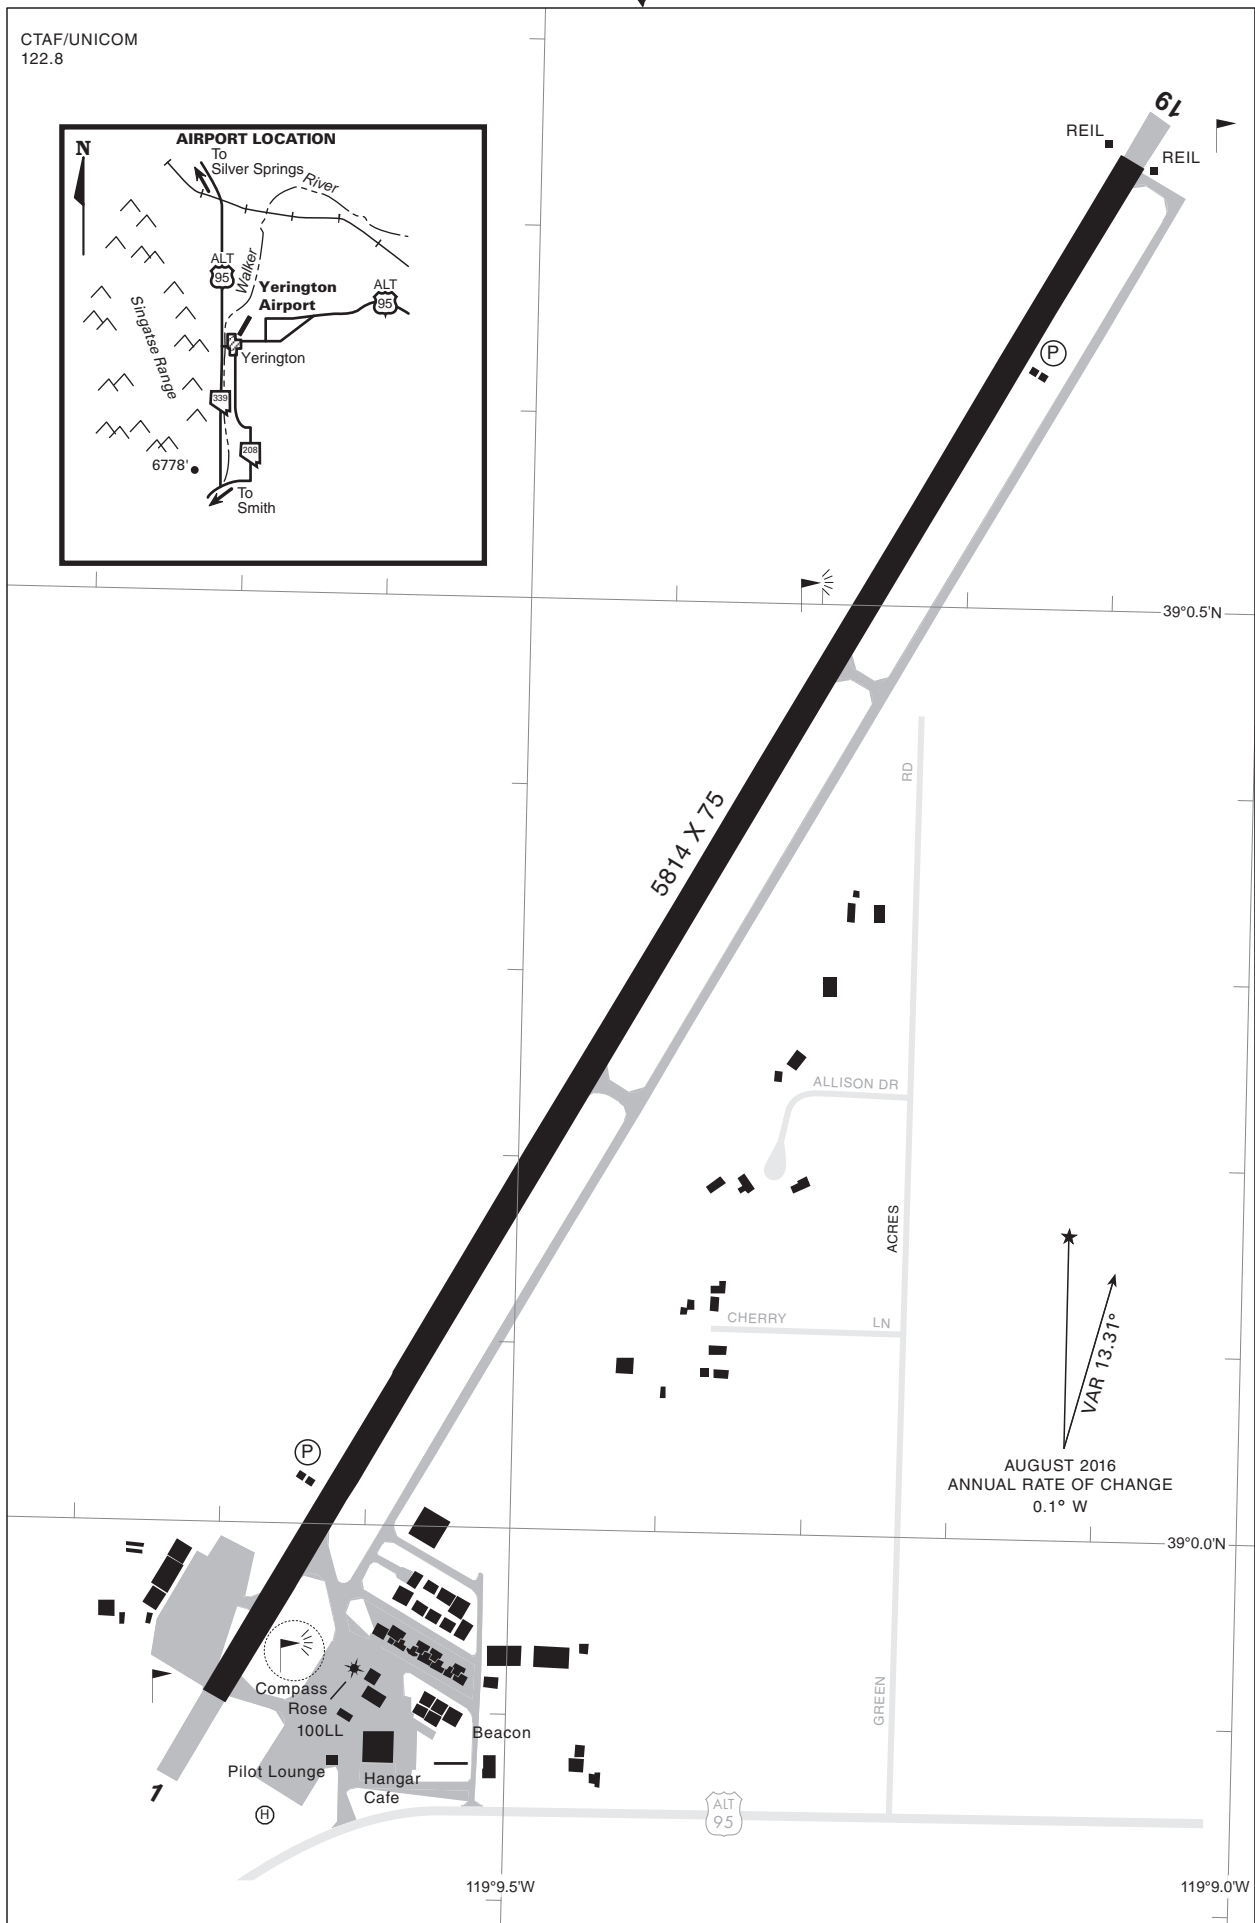 CTAF/UNICOM
122.8
AIRPORT LOCATION
N
To
Silver Springs
River
ALT
95
Walker
Yerington
Airport
ALT
95
Singatse Range
Yerington
339
208
6778'
To
Smith
19
REIL
REIL
P
39°0.5'N
RD
5814 X 75
ALLISON DR
ACRES
CHERRY
LN
VAR 13.31°
P
AUGUST 2016
ANNUAL RATE OF CHANGE
0.1° W
39°0.0'N
Compass
Rose
GREEN
100LL
Beacon
Pilot Lounge
Hangar
Cafe
1
H
ALT
95
119°9.5'W
119°9.0'W